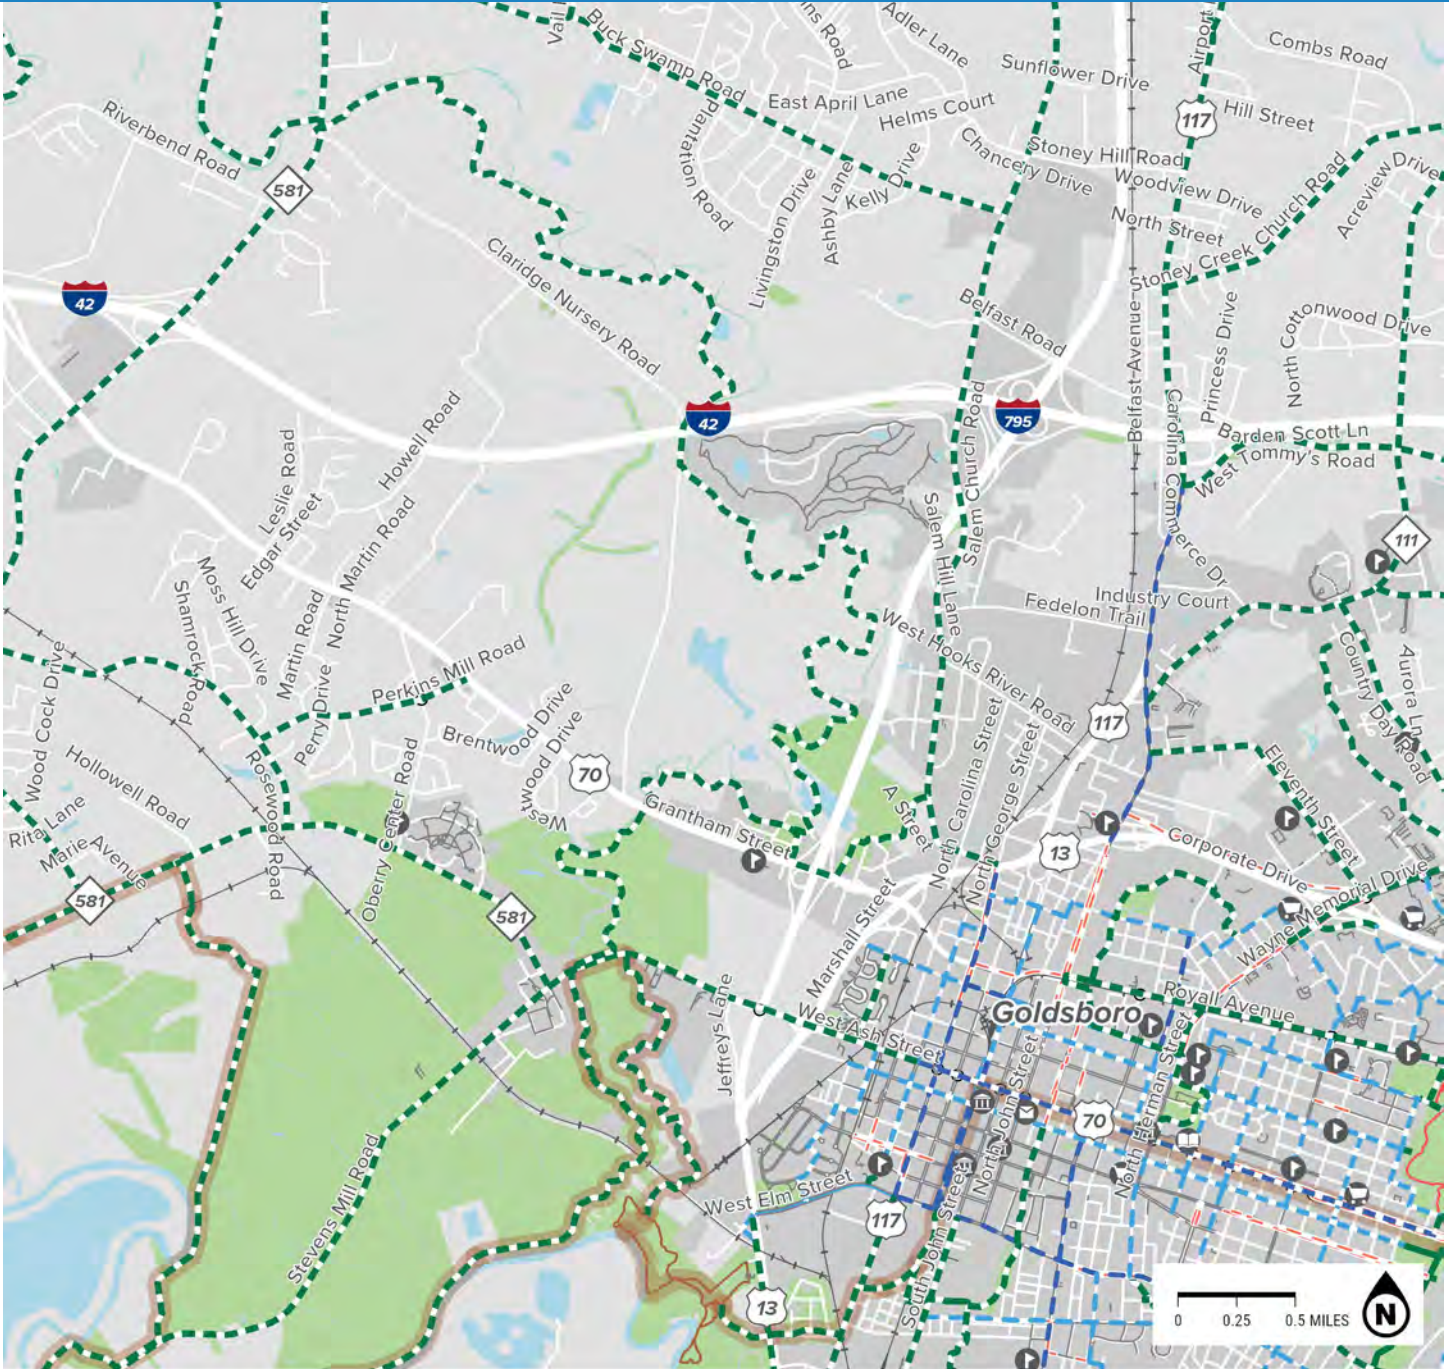 Vail
Buck Swamp Road
ns Road
Adler Lane
Sunflower Drive
Airport
Combs Road
East April Lane
Helms Court
117
Hill Street
Riverbend Road
Plantation Road
Chancery Drive
Stoney Hill Road
Woodview Drive
Acreview Drive
581
Livingston Drive
Ashby Lane
Kelly Drive
North Street
Stoney Creek Church Road
Claridge Nursery Road
42
Belfast Road
Belfast Avenue
Princess Drive
North Cottonwood Drive
42
795
Carolina Commerce Dr
Barden Scott Ln
West Tommy's Road
Howell Road
Leslie Road
Edgar Street
Salem Church Road
Salem Hill Lane
North Martin Road
111
Moss Hill Drive
Shamrock Road
Martin Road
Industry Court
Fedelon Trail
West Hooks River Road
Wood Cock Drive
Perkins Mill Road
Perry Drive
Country Day Road
Aurora Ln
Brentwood Drive
Westwood Drive
117
Hollowell Road
Rosewood Road
Oberry Center Road
70
North Carolina Street
North George Street
Eleventh Street
Rita Lane
Marie Avenue
Grantham Street
A Street
13
Corporate Drive
581
581
Marshall Street
Wayne Memorial Drive
Jeffreys Lane
Royall Avenue
Goldsboro
West Ash Street
North John Street
North Herman Street
70
Stevens Mill Road
West Elm Street
117
South John Street
13
0 0.25 0.5 MILES
N